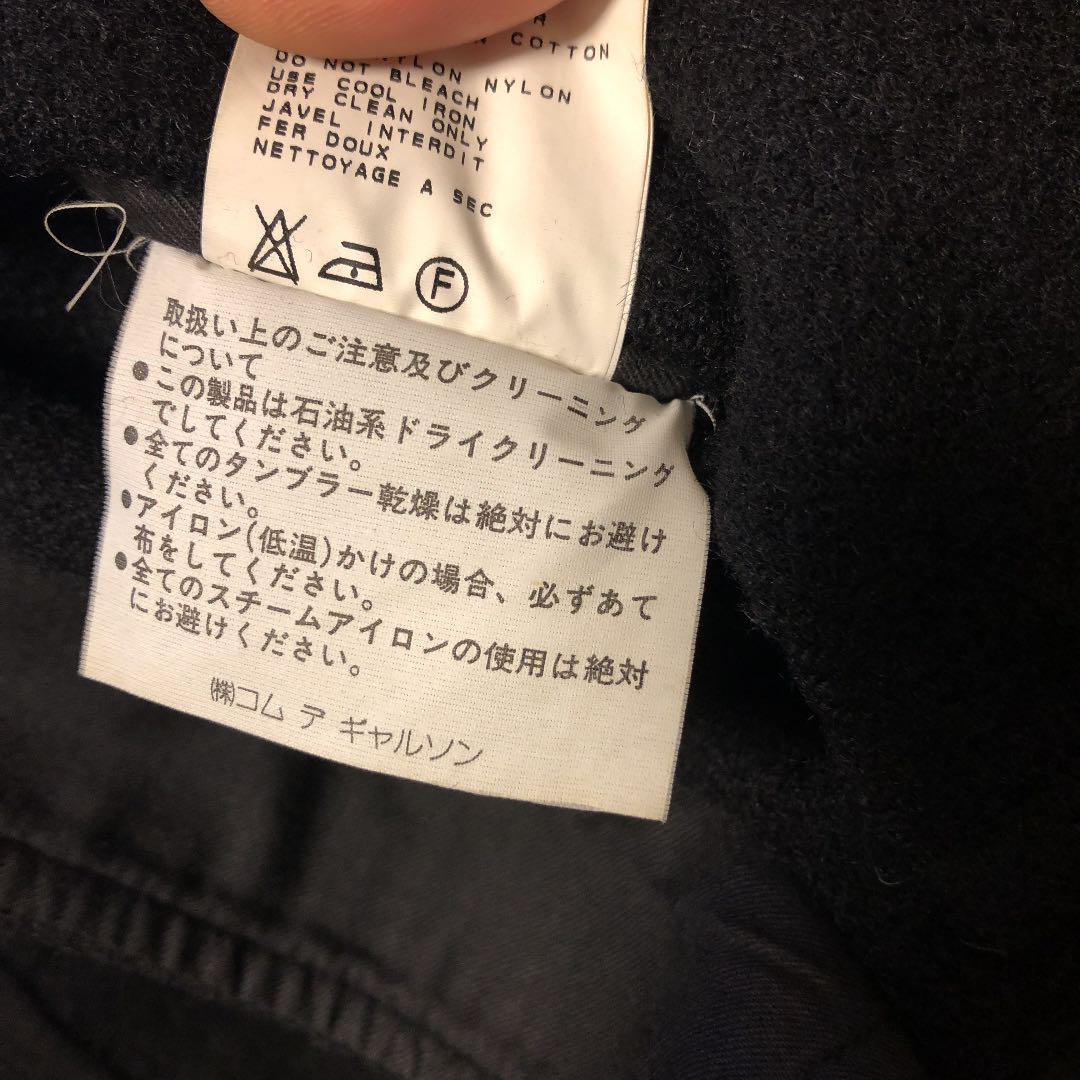 COTTON
NYLON
DO NOT BLEACH
USE COOL IRON
DRY CLEAN ONLY
JAVEL INTERDIT
FER DOUX
NETTOYAGE A SEC
F
取扱い上のご注意及びクリーニング
について
●この製品は石油系ドライクリーニング
でしてください。
●全てのタンブラー乾燥は絶対にお避け
ください。
●アイロン(低温)かけの場合、必ずあて
布をしてください。
●全てのスチームアイロンの使用は絶対
にお避けください。
㈱コム デ ギャルソン